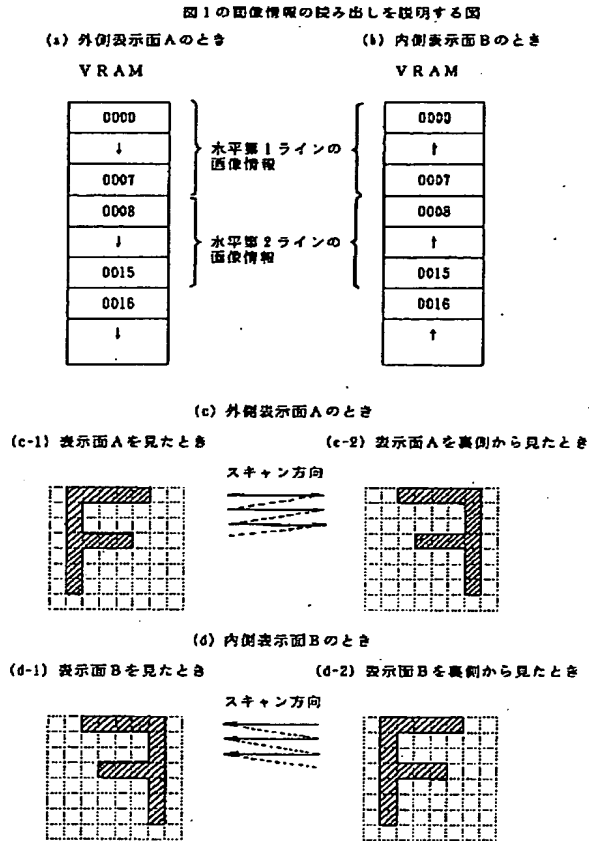 図1の画像情報の読み出しを説明する図
(a) 外側表示面Aのとき
(b) 内側表示面Bのとき
VRAM
VRAM
0000
↓
0007
0008
↓
0015
0016
↓
水平第1ラインの
画像情報
水平第2ラインの
画像情報
0000
↑
0007
0008
↑
0015
0016
↑
(c) 外側表示面Aのとき
(c-1) 表示面Aを見たとき
(c-2) 表示面Aを裏側から見たとき
スキャン方向
(d) 内側表示面Bのとき
(d-1) 表示面Bを見たとき
(d-2) 表示面Bを裏側から見たとき
スキャン方向